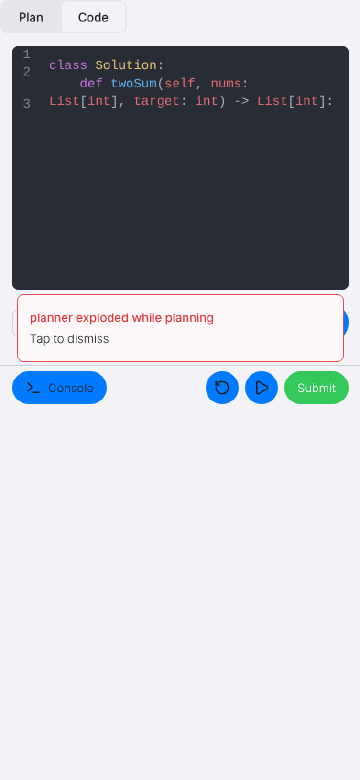 Plan
Code
1
class Solution:
2
def twoSum(self, nums:
List[int], target: int) -> List[int]:
3
planner exploded while planning
Tap to dismiss
Console
Submit